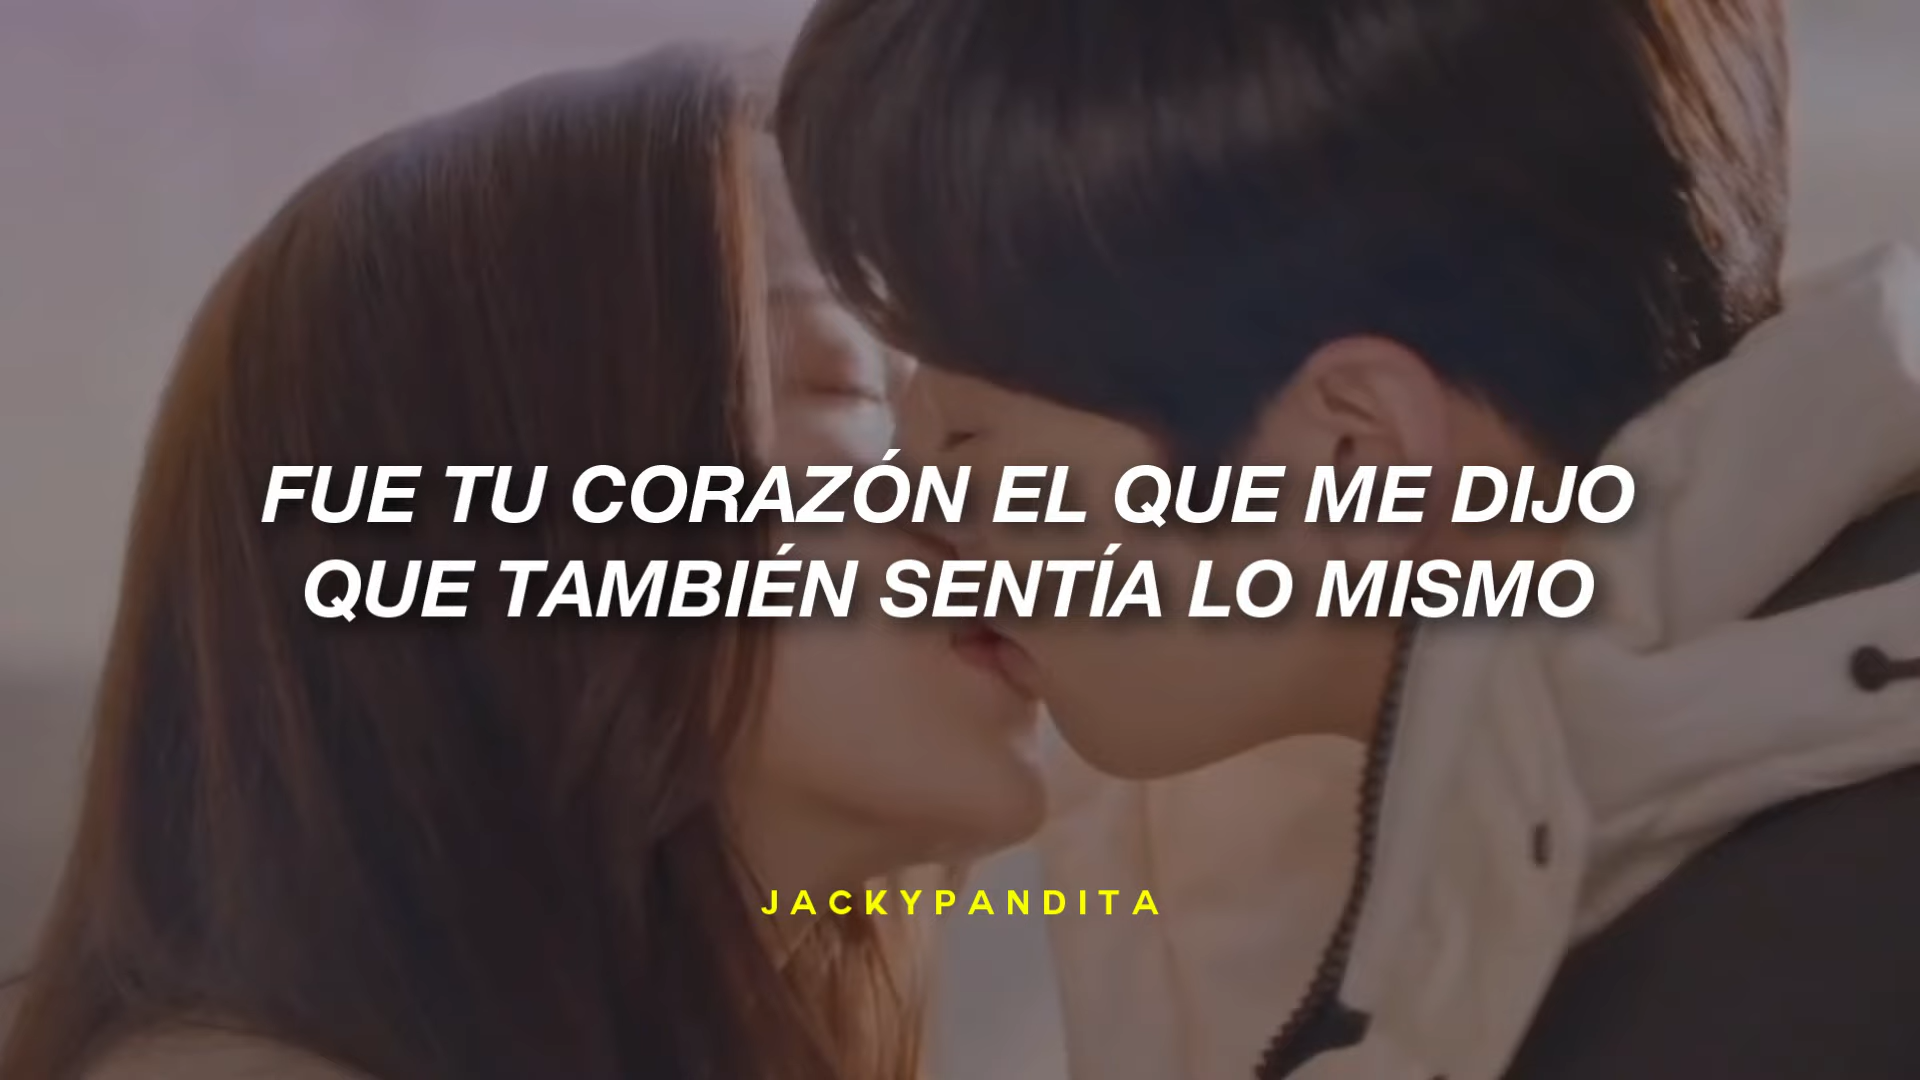 FUE TU CORAZÓN EL QUE ME DIJO
QUE TAMBIÉN SENTÍA LO MISMO
JACKYPANDITA